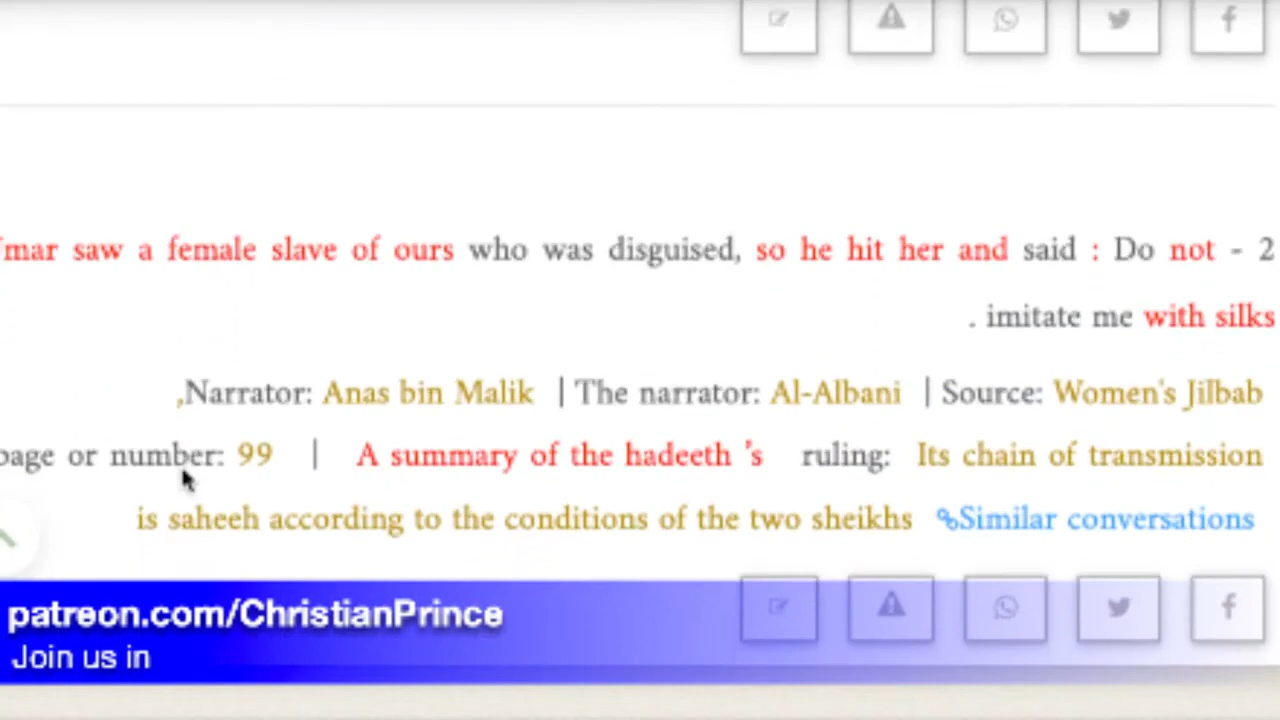 mar saw a female slave of ours who was disguised, so he hit her and said : Do not - 2
. imitate me with silks
,Narrator: Anas bin Malik | The narrator: Al-Albani | Source: Women's Jilbab
page or number: 99 | A summary of the hadeeth 's ruling: Its chain of transmission
is saheeh according to the conditions of the two sheikhs Similar conversations
patreon.com/ChristianPrince
Join us in